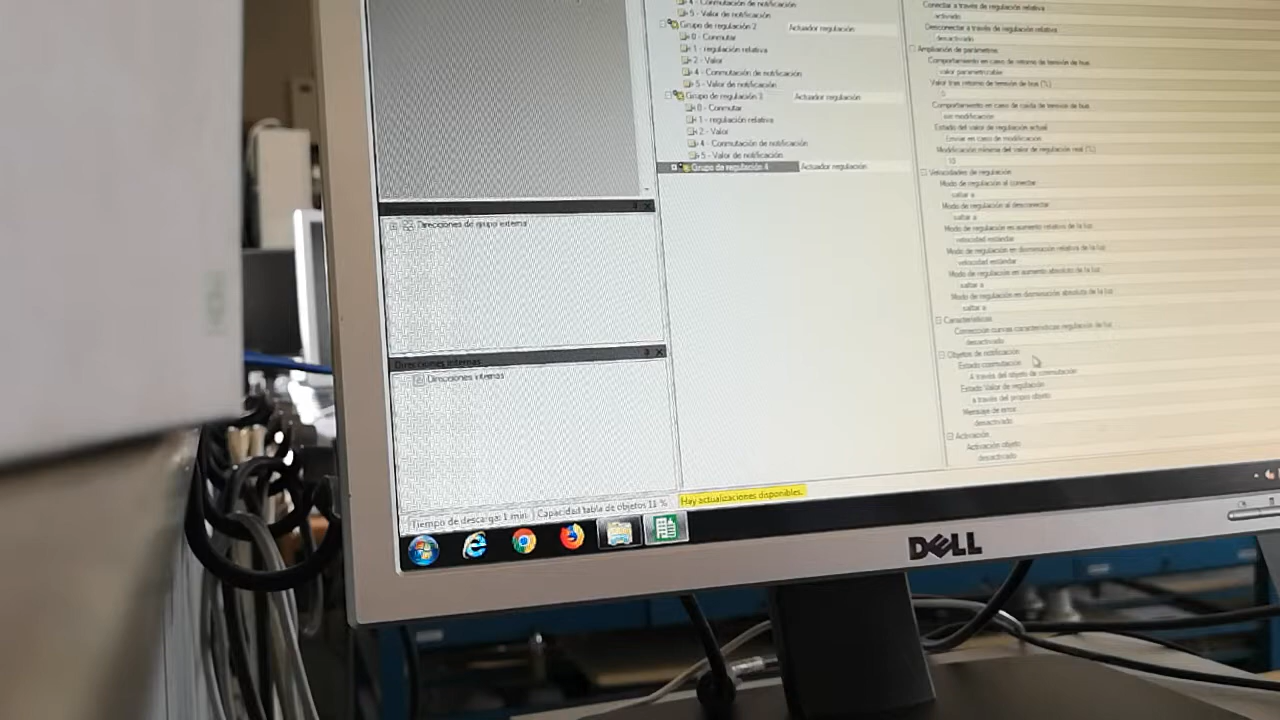 4 - Conmutación de notificación
5 - Valor de notificación
Grupo de regulación 2
Actuador regulación
0 - Conmutar
1 - regulación relativa
2 - Valor
4 - Conmutación de notificación
5 - Valor de notificación
Grupo de regulación 3
Actuador regulación
0 - Conmutar
1 - regulación relativa
2 - Valor
4 - Conmutación de notificación
5 - Valor de notificación
Grupo de regulación 4
Actuador regulación
Conectar a través de regulación relativa
activado
Desconectar a través de regulación relativa
desactivado
Ampliación de parámetros
Comportamiento en caso de retorno de tensión de bus
valor parametrizable
Valor tras retorno de tensión de bus (%)
Comportamiento en caso de caída de tensión de bus
sin modificación
Estado del valor de regulación actual
Enviar en caso de modificación
Modificación mínima del valor de regulación real (%)
10
Velocidades de regulación
Modo de regulación al conectar
saltar a
Modo de regulación al desconectar
saltar a
Modo de regulación en aumento relativo de la luz
velocidad estándar
Modo de regulación en disminución relativa de la luz
velocidad estándar
Modo de regulación en aumento absoluto de la luz
saltar a
Modo de regulación en disminución absoluta de la luz
saltar a
Características
Corrección curvas características regulación de luz
desactivado
Objetos de notificación
Estado conmutación
A través del objeto de conmutación
Estado Valor de regulación
a través del propio objeto
Mensaje de error
desactivado
Activación
Activación objeto
desactivado
Direcciones de grupo externa
Direcciones internas
Direcciones internas
Tiempo de descarga: 1 min
Capacidad tabla de objetos 11 %
Hay actualizaciones disponibles.
DELL